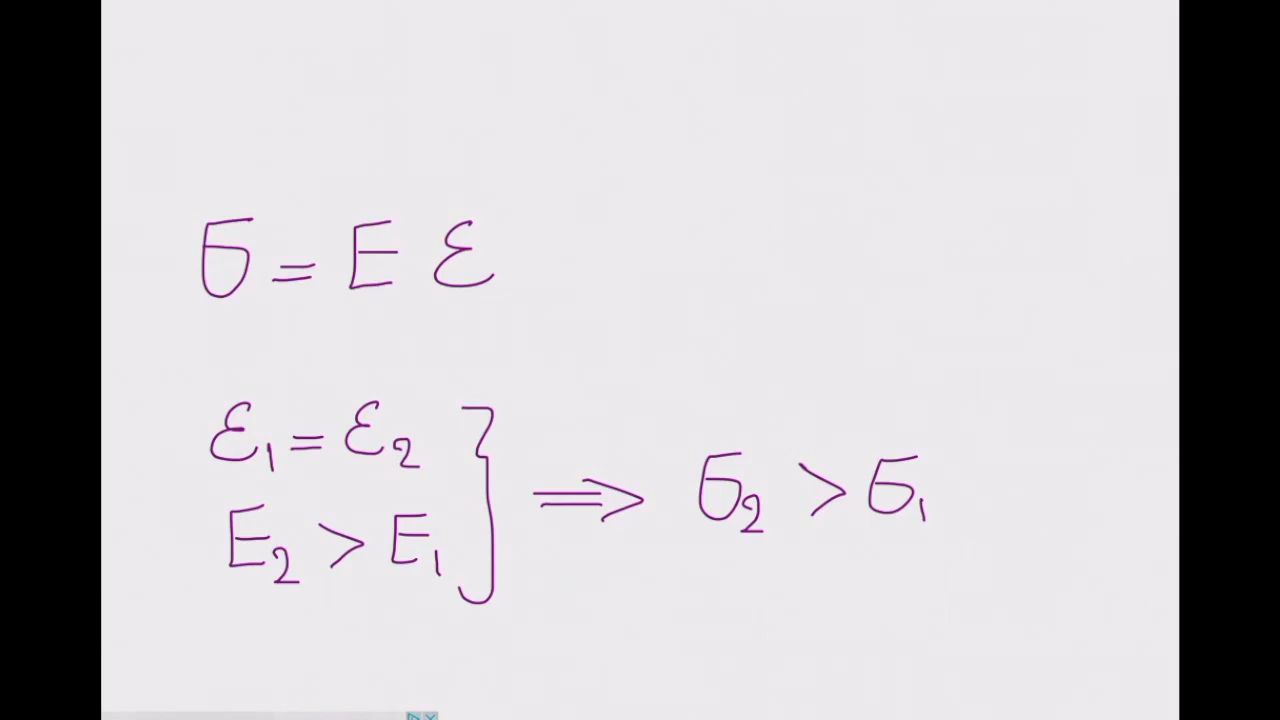 σ = E ε
ε₁ = ε₂
E₂ > E₁
} ⟹ σ₂ > σ₁